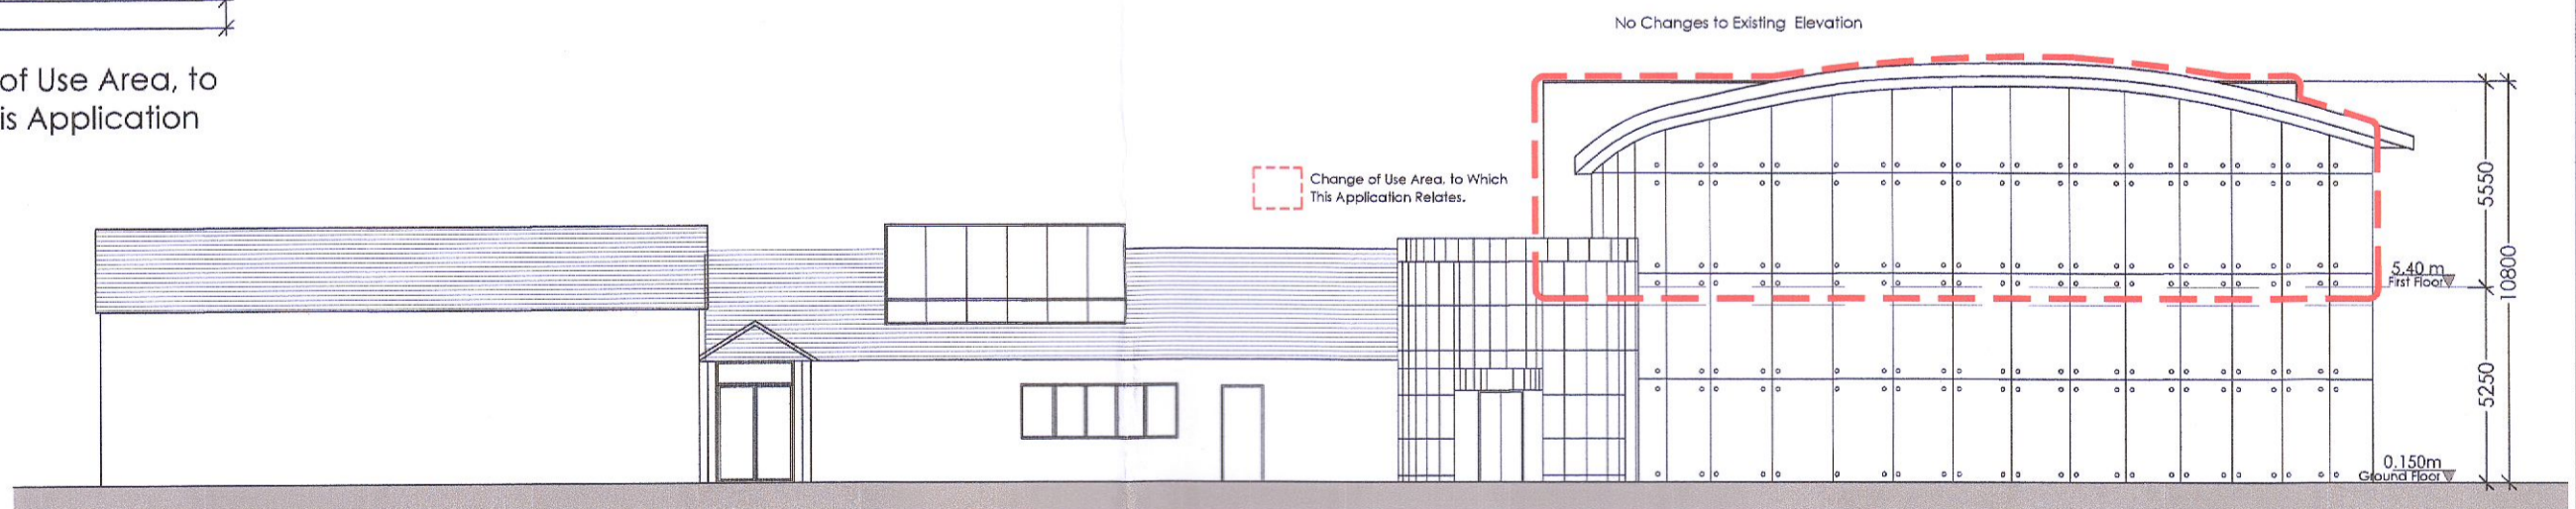 No Changes to Existing Elevation
of Use Area, to
is Application
Change of Use Area, to Which
This Application Relates.
5550
10800
5.40 m
First Floor
5250
0.150m
Ground Floor